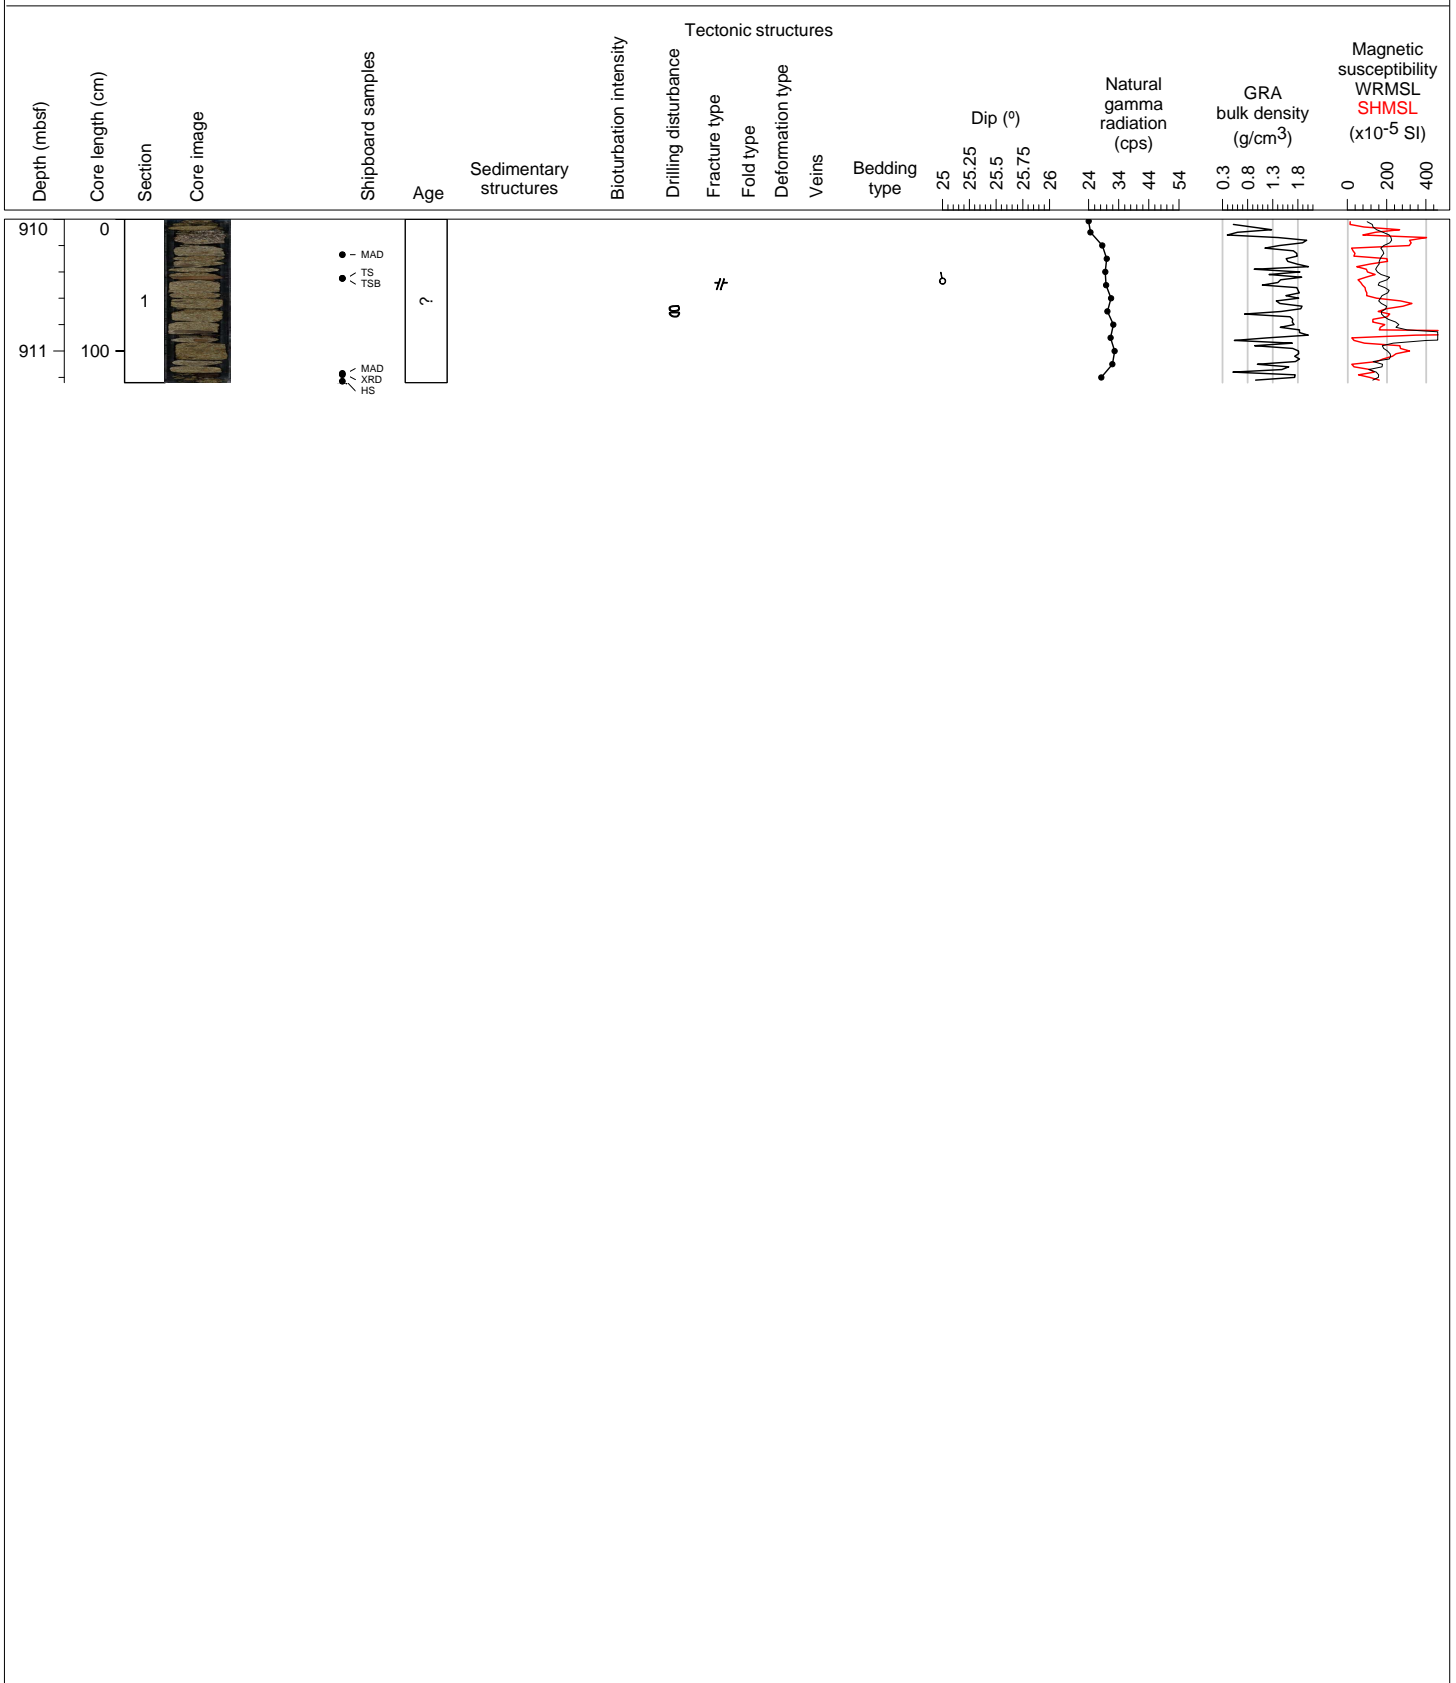 Tectonic structures
Depth (mbsf)
Core length (cm)
Section
Core image
Shipboard samples
Age
Sedimentary
structures
Bioturbation intensity
Drilling disturbance
Fracture type
Fold type
Deformation type
Veins
Bedding
type
Dip (º)
25
25.25
25.5
25.75
26
Natural
gamma
radiation
(cps)
24
34
44
54
GRA
bulk density
(g/cm3)
0.3
0.8
1.3
1.8
Magnetic
susceptibility
WRMSL
SHMSL
(x10-5 SI)
0
200
400
910
0
MAD
TS
TSB
1
?
911
100
MAD
XRD
HS